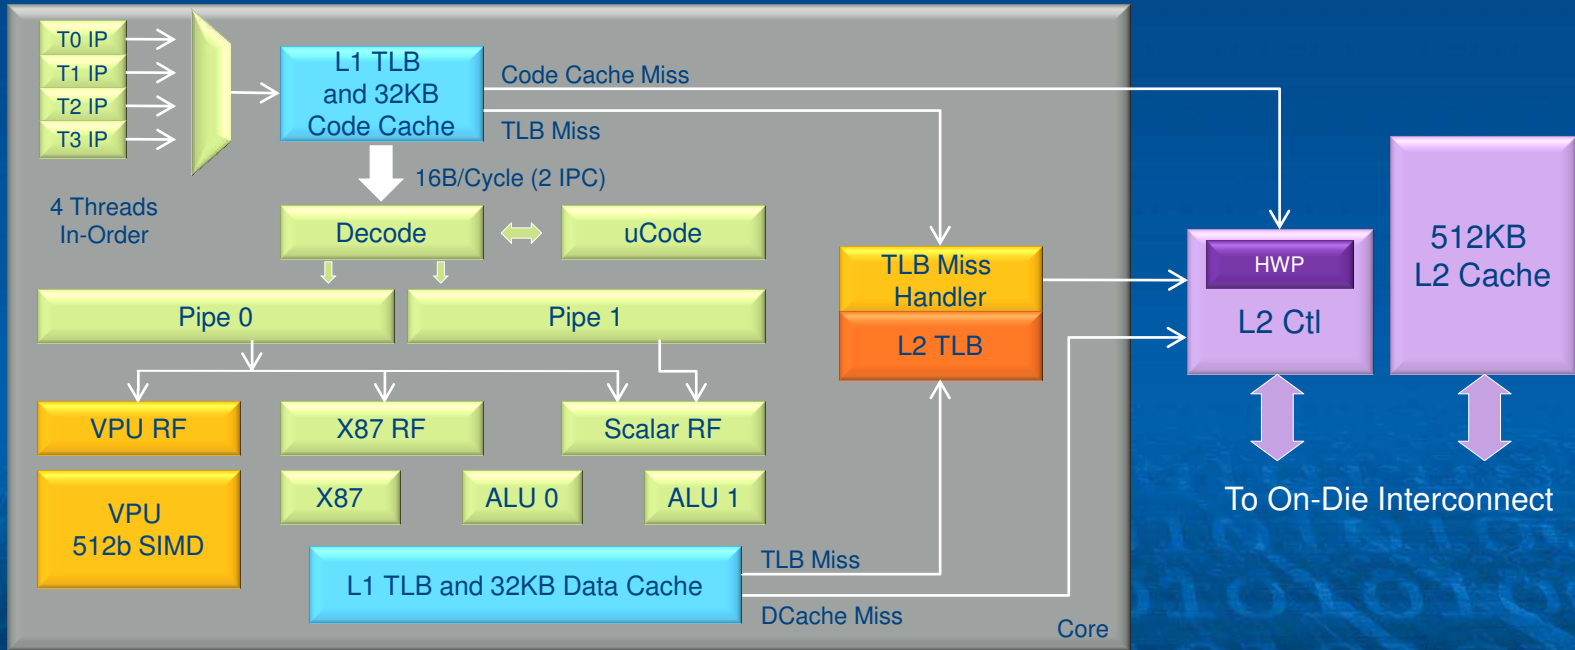 T0 IP
T1 IP
T2 IP
T3 IP
4 Threads
In-Order
L1 TLB
and 32KB
Code Cache
Code Cache Miss
TLB Miss
16B/Cycle (2 IPC)
Decode
uCode
Pipe 0
Pipe 1
VPU RF
X87 RF
Scalar RF
VPU
512b SIMD
X87
ALU 0
ALU 1
L1 TLB and 32KB Data Cache
TLB Miss
DCache Miss
TLB Miss
Handler
L2 TLB
Core
HWP
L2 Ctl
512KB
L2 Cache
To On-Die Interconnect